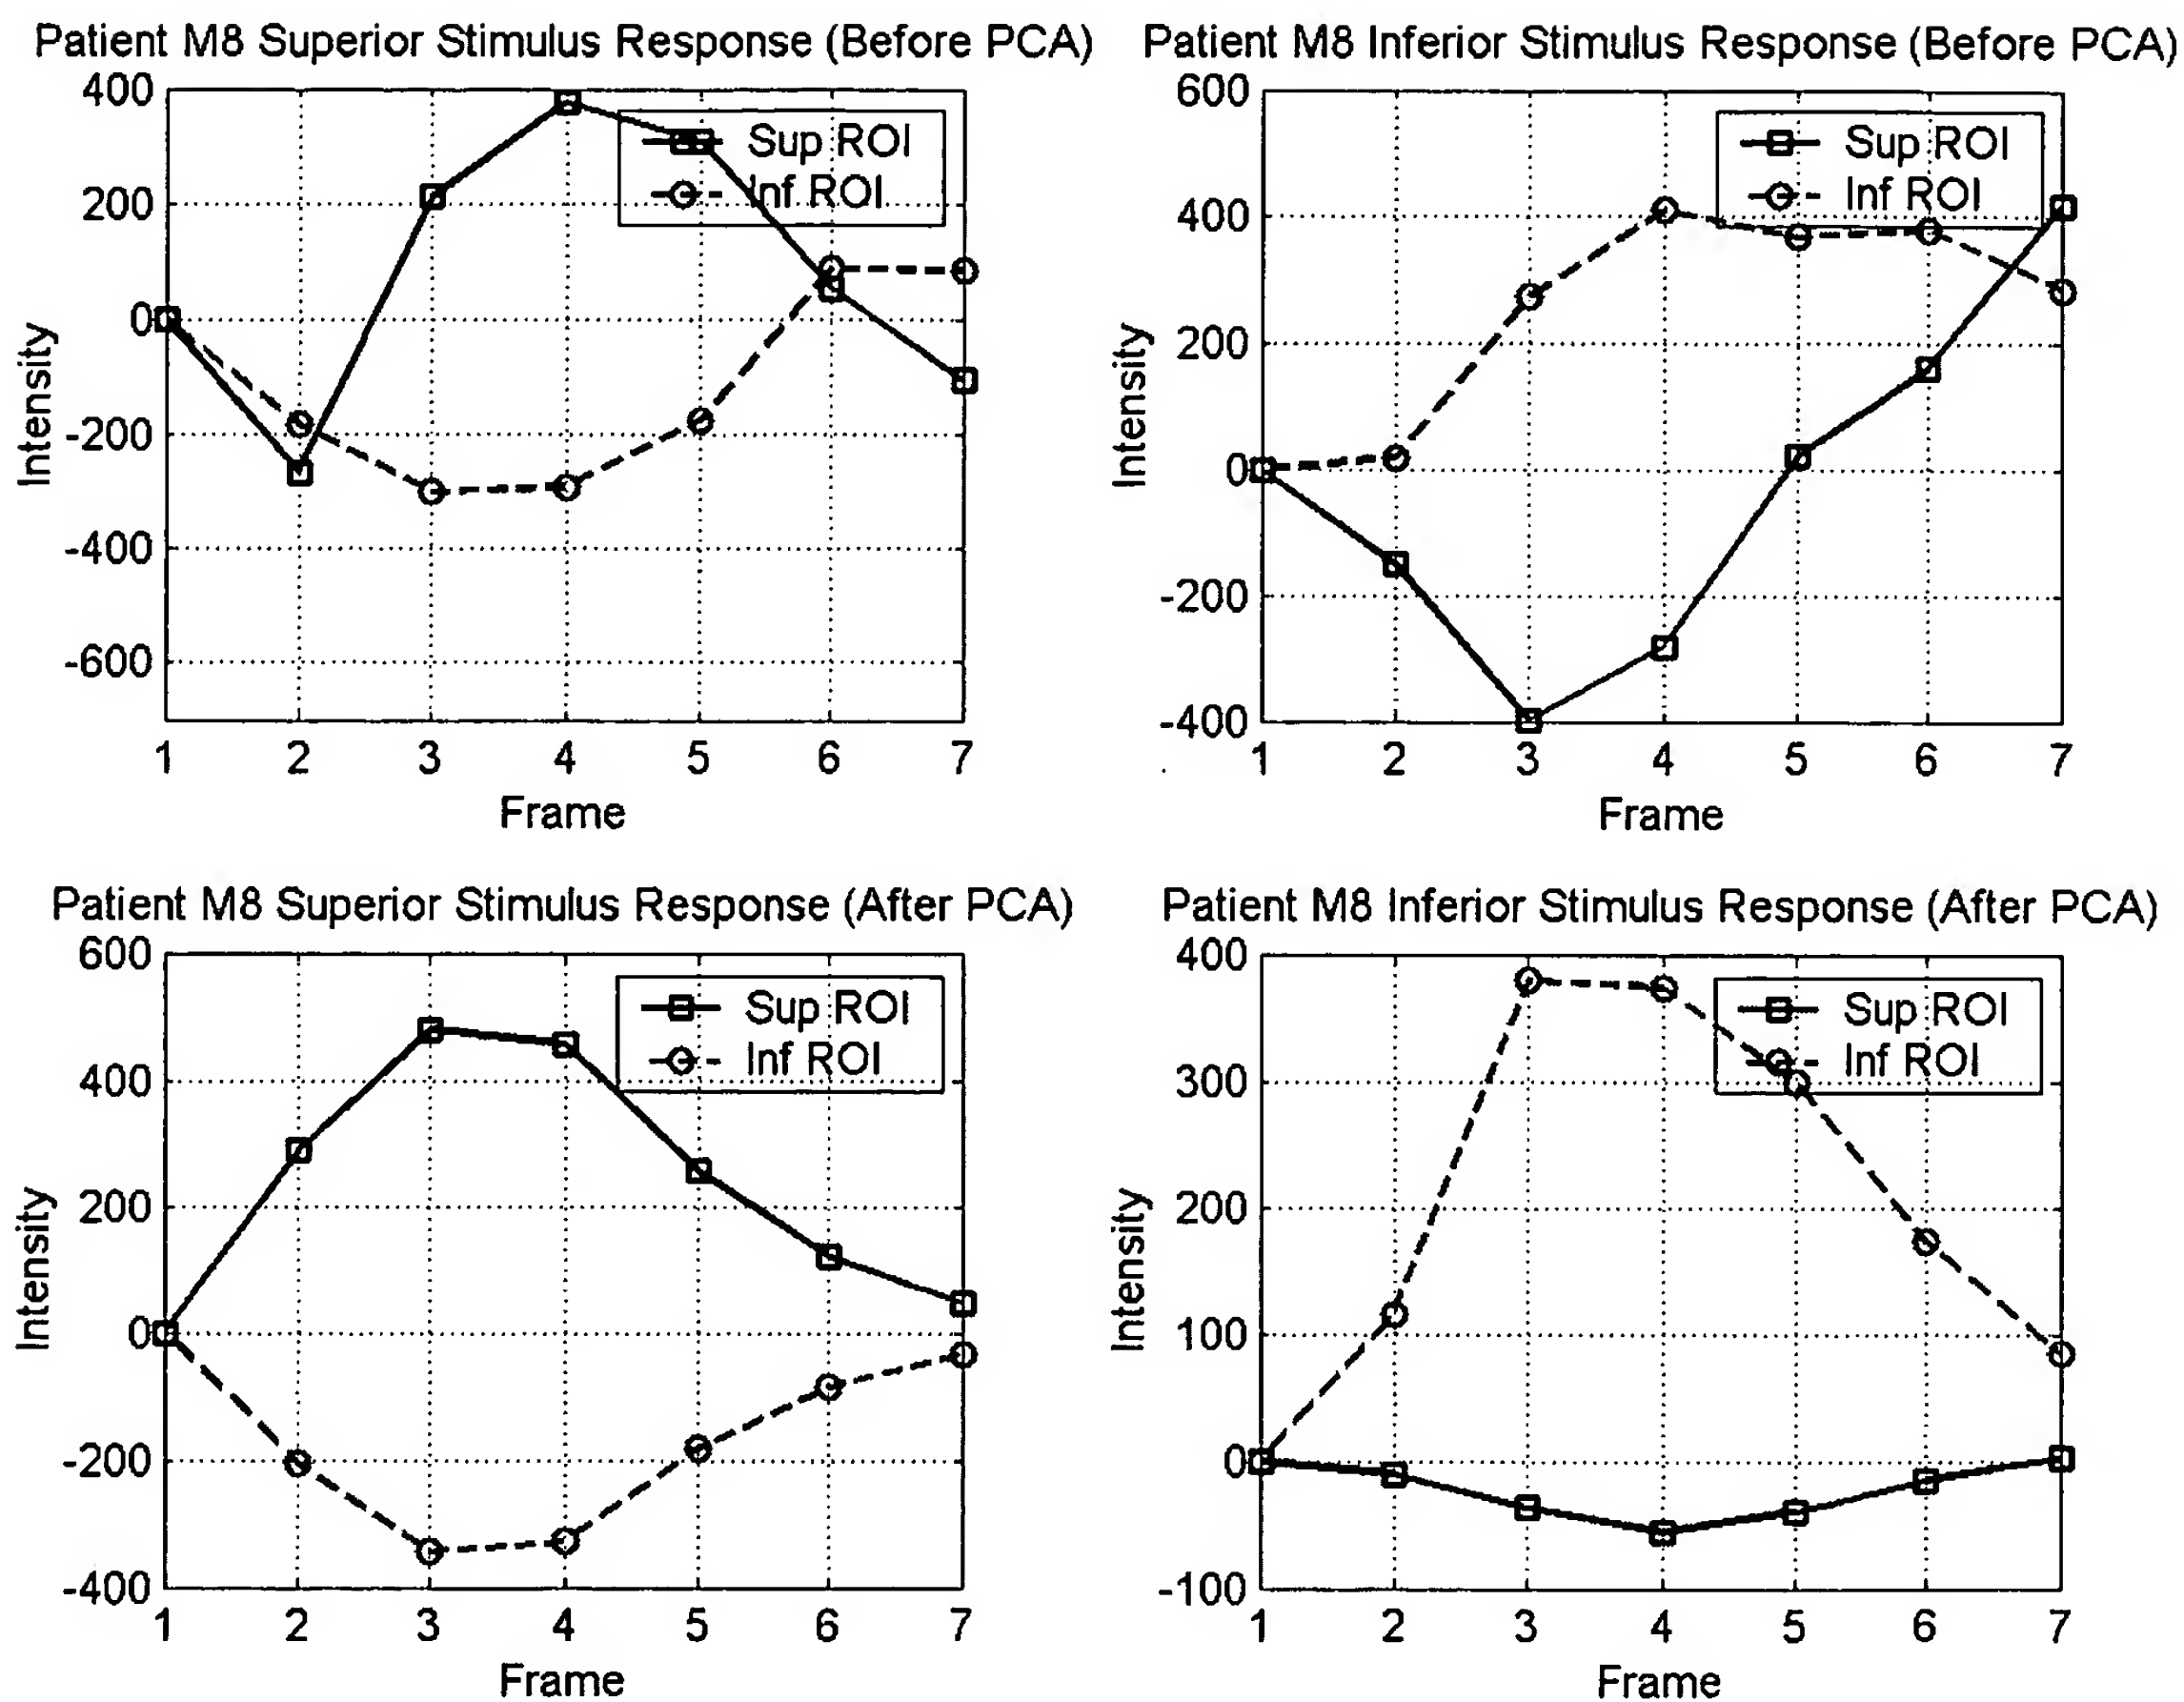 Patient M8 Superior Stimulus Response (Before PCA)
400
200
0
-200
-400
-600
Intensity
Sup ROI
Inf ROI
1 2 3 4 5 6 7
Frame
Patient M8 Inferior Stimulus Response (Before PCA)
600
400
200
0
-200
-400
Intensity
Sup ROI
Inf ROI
1 2 3 4 5 6 7
Frame
Patient M8 Superior Stimulus Response (After PCA)
600
400
200
0
-200
-400
Intensity
Sup ROI
Inf ROI
1 2 3 4 5 6 7
Frame
Patient M8 Inferior Stimulus Response (After PCA)
400
300
200
100
0
-100
Intensity
Sup ROI
Inf ROI
1 2 3 4 5 6 7
Frame